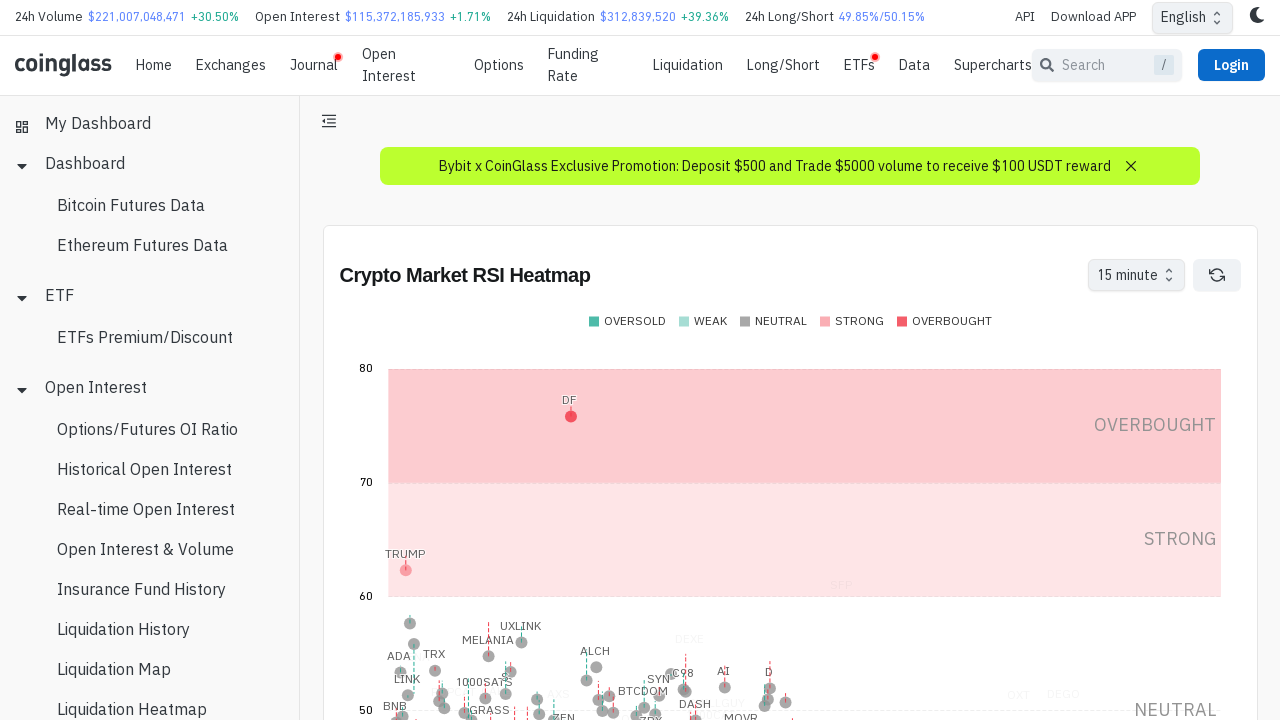 24h Volume $221,007,048,471 +30.50% Open Interest $115,372,185,933 +1.71% 24h Liquidation $312,839,520 +39.36% 24h Long/Short 49.85%/50.15% API Download APP English
coinglass Home Exchanges Journal Open Interest Options Funding Rate Liquidation Long/Short ETFs Data Supercharts Search / Login
My Dashboard
Dashboard
Bitcoin Futures Data
Ethereum Futures Data
ETF
ETFs Premium/Discount
Open Interest
Options/Futures OI Ratio
Historical Open Interest
Real-time Open Interest
Open Interest & Volume
Insurance Fund History
Liquidation History
Liquidation Map
Liquidation Heatmap
Bybit x CoinGlass Exclusive Promotion: Deposit $500 and Trade $5000 volume to receive $100 USDT reward
Crypto Market RSI Heatmap 15 minute
OVERSOLD WEAK NEUTRAL STRONG OVERBOUGHT
80
DF
OVERBOUGHT
70
STRONG
TRUMP
SFP
60
UXLINK
MELANIA DEXE
ADA TRX ALCH
LINK 1000SATS SYN C98 AI D
BTCDOM AXS CKT DEGO
BNB GRASS DASH
50 ZEN MOVR NEUTRAL